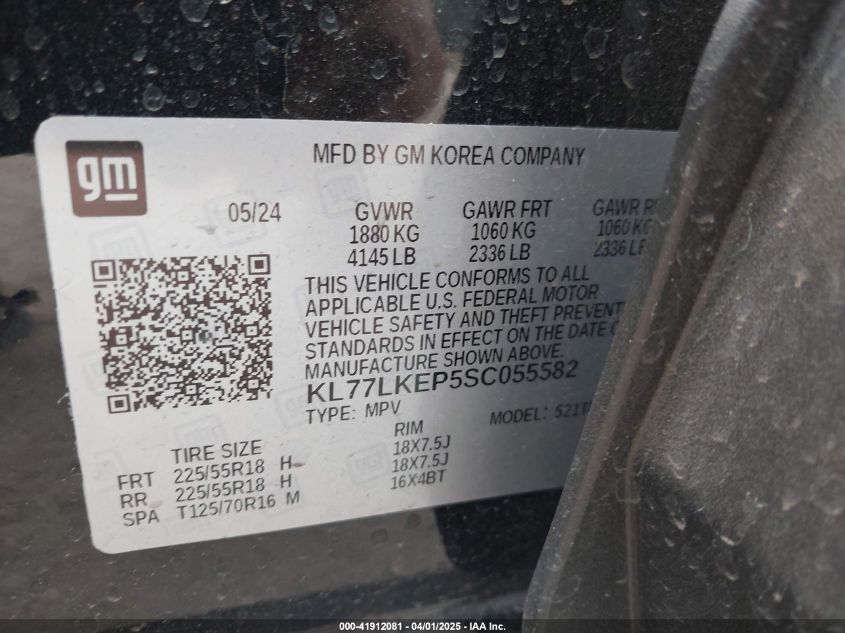 gm
MFD BY GM KOREA COMPANY
05/24 GVWR GAWR FRT GAWR
1880 KG 1060 KG 1060 KG
4145 LB 2336 LB 2336 LB
THIS VEHICLE CONFORMS TO ALL
APPLICABLE U.S. FEDERAL MOTOR
VEHICLE SAFETY AND THEFT PREVENT
STANDARDS IN EFFECT ON THE DATE
MANUFACTURE SHOWN ABOVE.
KL77LKEP5SC055582
TYPE: MPV MODEL: 521T
TIRE SIZE RIM
FRT 225/55R18 H 18X7.5J
RR 225/55R18 H 18X7.5J
SPA T125/70R16 M 16X4BT
000-41912081 - 04/01/2025 - IAA Inc.